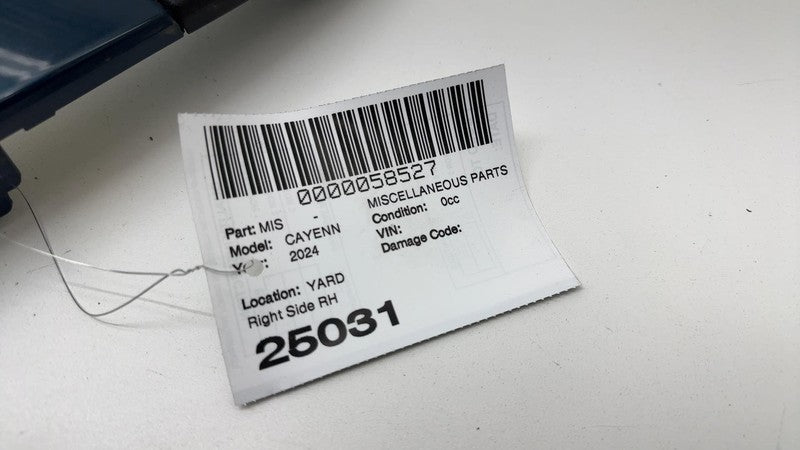 0000058527
Part: MIS - MISCELLANEOUS PARTS
Model: CAYENN Condition: 0cc
2024 VIN:
Damage Code:
Location: YARD
Right Side RH
25031